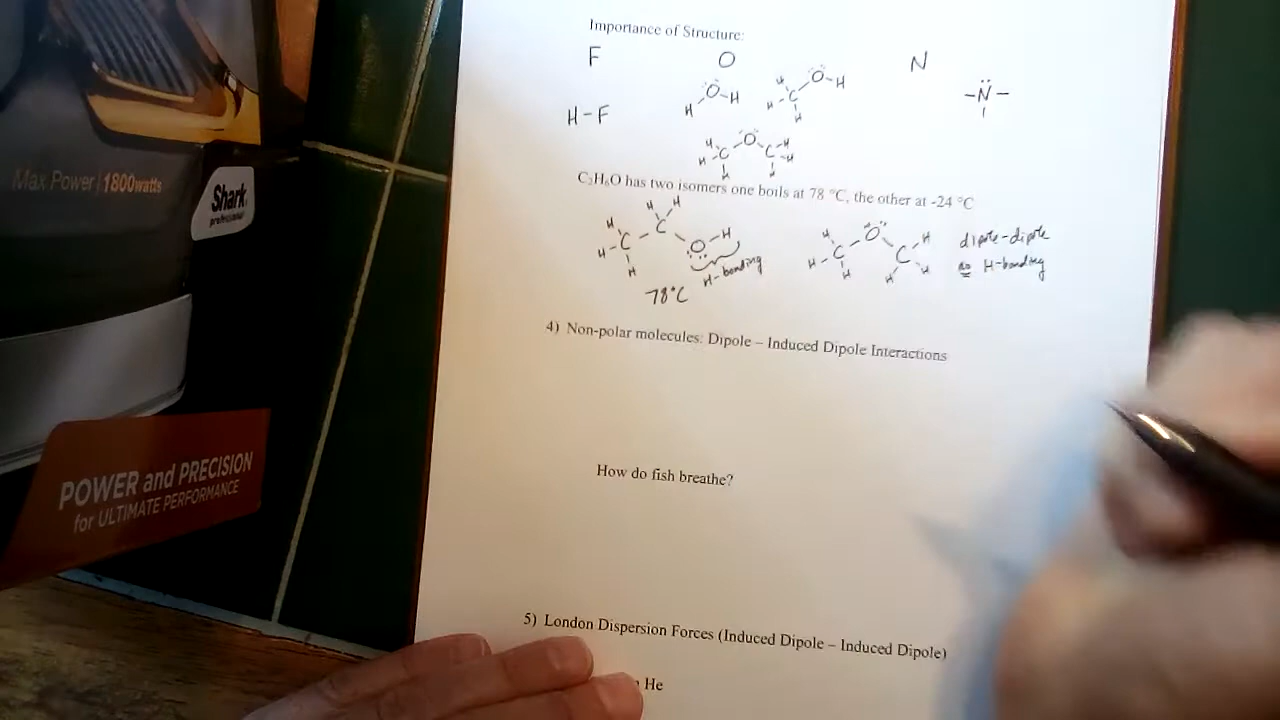 Importance of Structure:
F O N
H-F
C₂H₆O has two isomers one boils at 78 °C, the other at -24 °C
dipole-dipole
no H-bonding
H-bonding
78°C
4) Non-polar molecules: Dipole – Induced Dipole Interactions
How do fish breathe?
5) London Dispersion Forces (Induced Dipole – Induced Dipole)
He
Max Power | 1800watts
Shark
professional
POWER and PRECISION
for ULTIMATE PERFORMANCE